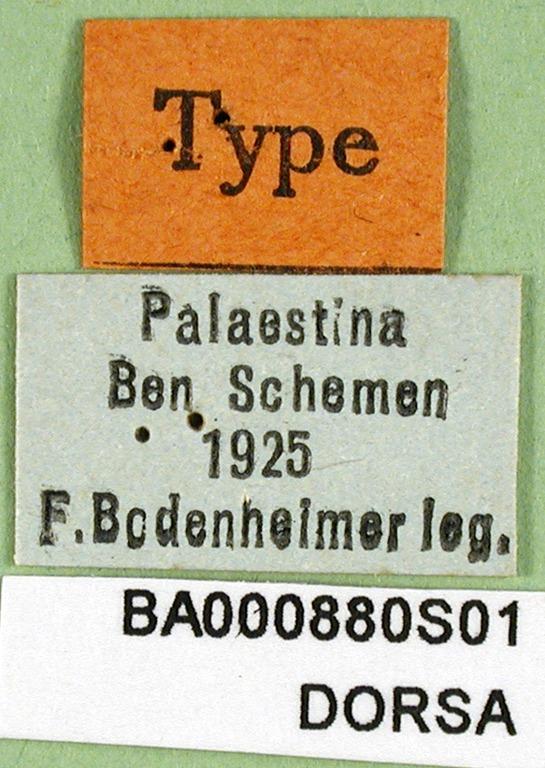 Type
Palaestina
Ben Schemen
1925
F. Bodenheimer leg.
BA000880S01
DORSA